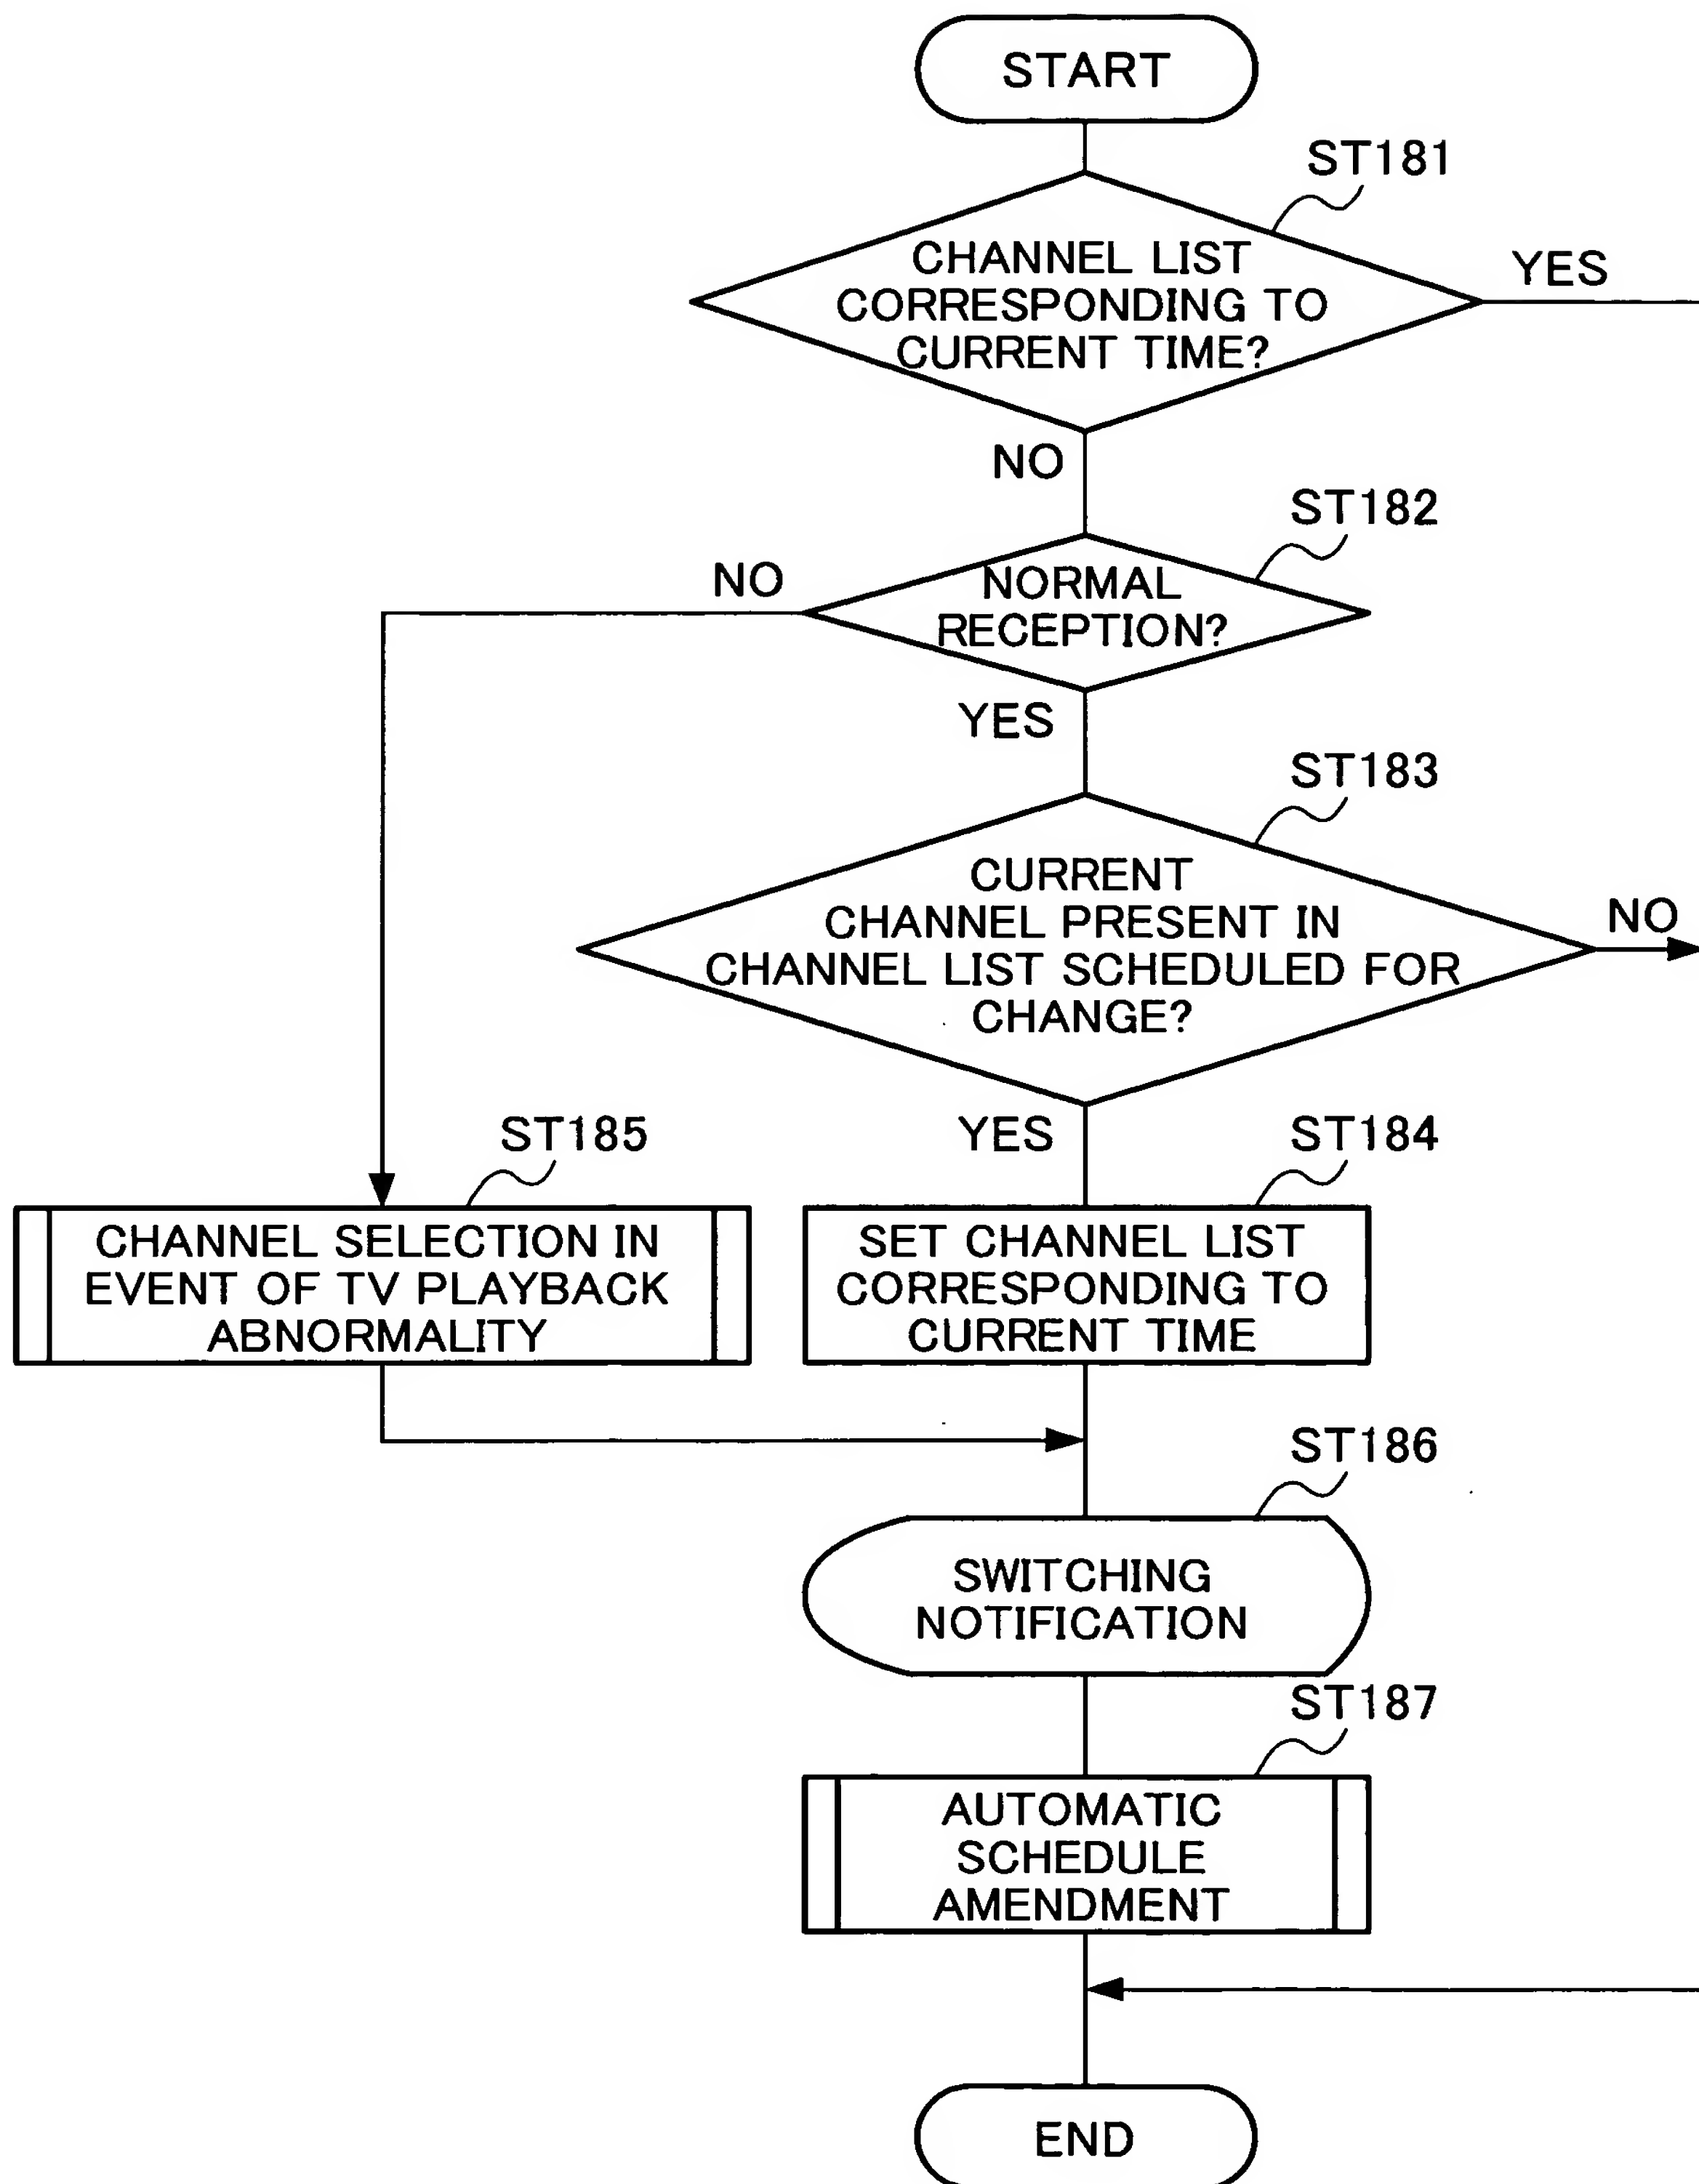 START
ST181
CHANNEL LIST
CORRESPONDING TO
CURRENT TIME?
YES
NO
ST182
NO
NORMAL
RECEPTION?
YES
ST183
CURRENT
CHANNEL PRESENT IN
CHANNEL LIST SCHEDULED FOR
CHANGE?
NO
YES
ST185
ST184
CHANNEL SELECTION IN
EVENT OF TV PLAYBACK
ABNORMALITY
SET CHANNEL LIST
CORRESPONDING TO
CURRENT TIME
ST186
SWITCHING
NOTIFICATION
ST187
AUTOMATIC
SCHEDULE
AMENDMENT
END